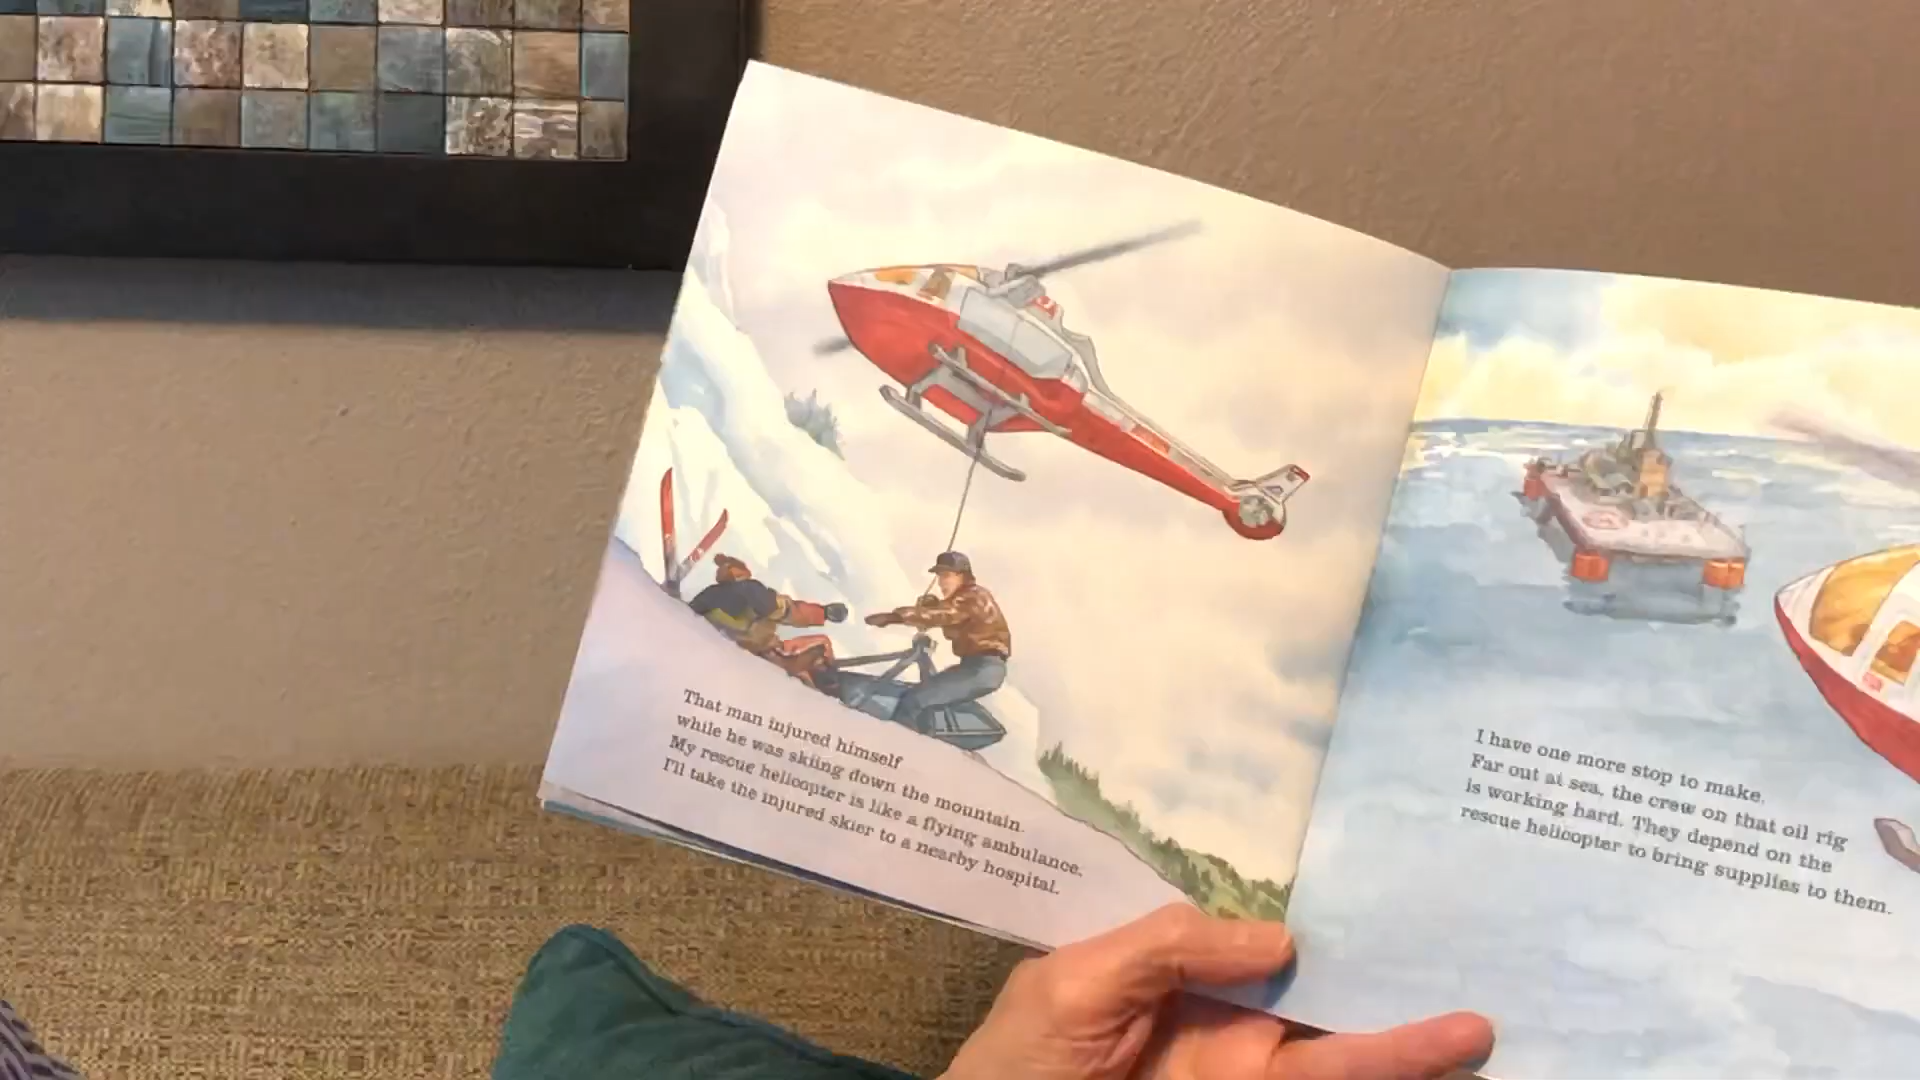 That man injured himself
while he was skiing down the mountain.
My rescue helicopter is like a flying ambulance.
I'll take the injured skier to a nearby hospital.
I have one more stop to make.
Far out at sea, the crew on that oil rig
is working hard. They depend on the
rescue helicopter to bring supplies to them.